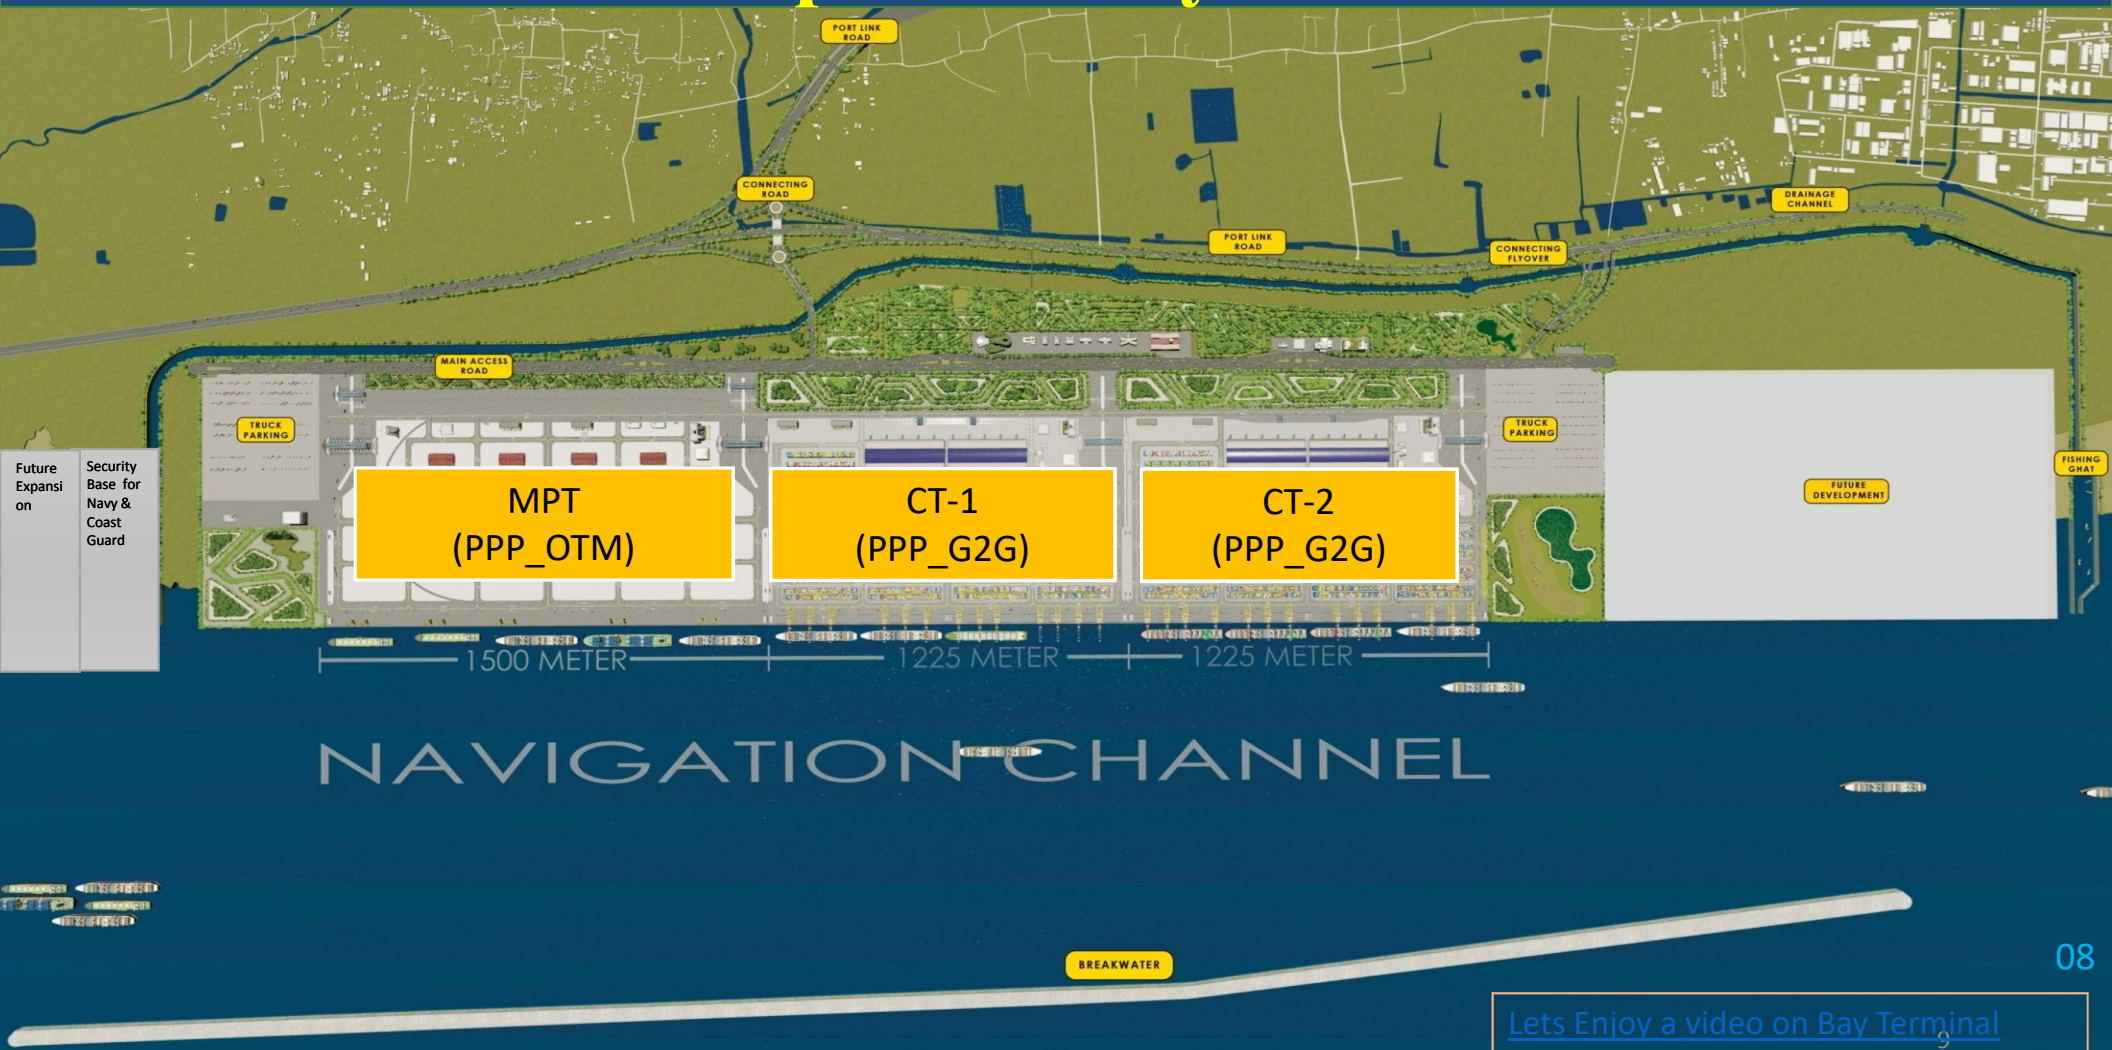 PORT LINK
ROAD
CONNECTING
ROAD
DRAINAGE
CHANNEL
PORT LINK
ROAD
CONNECTING
FLYOVER
MAIN ACCESS
ROAD
TRUCK
PARKING
TRUCK
PARKING
FISHING
GHAT
FUTURE
DEVELOPMENT
Future
Expansi
on
Security
Base for
Navy &
Coast
Guard
MPT
(PPP_OTM)
CT-1
(PPP_G2G)
CT-2
(PPP_G2G)
1500 METER
1225 METER
1225 METER
NAVIGATION CHANNEL
BREAKWATER
08
Lets Enjoy a video on Bay Terminal
9